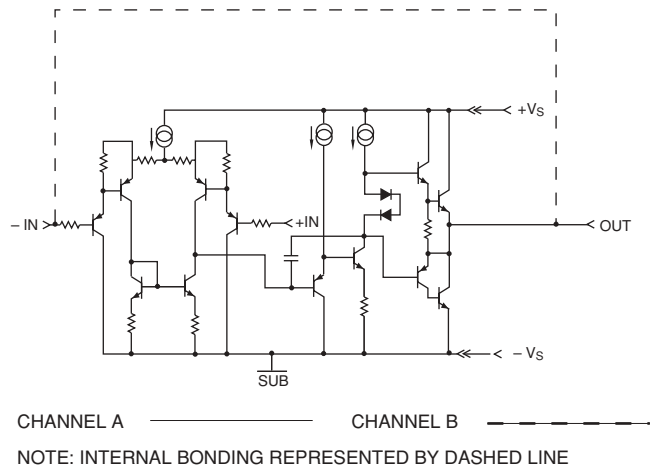 +VS
– IN
+IN
OUT
– VS
SUB
CHANNEL A
CHANNEL B
NOTE: INTERNAL BONDING REPRESENTED BY DASHED LINE